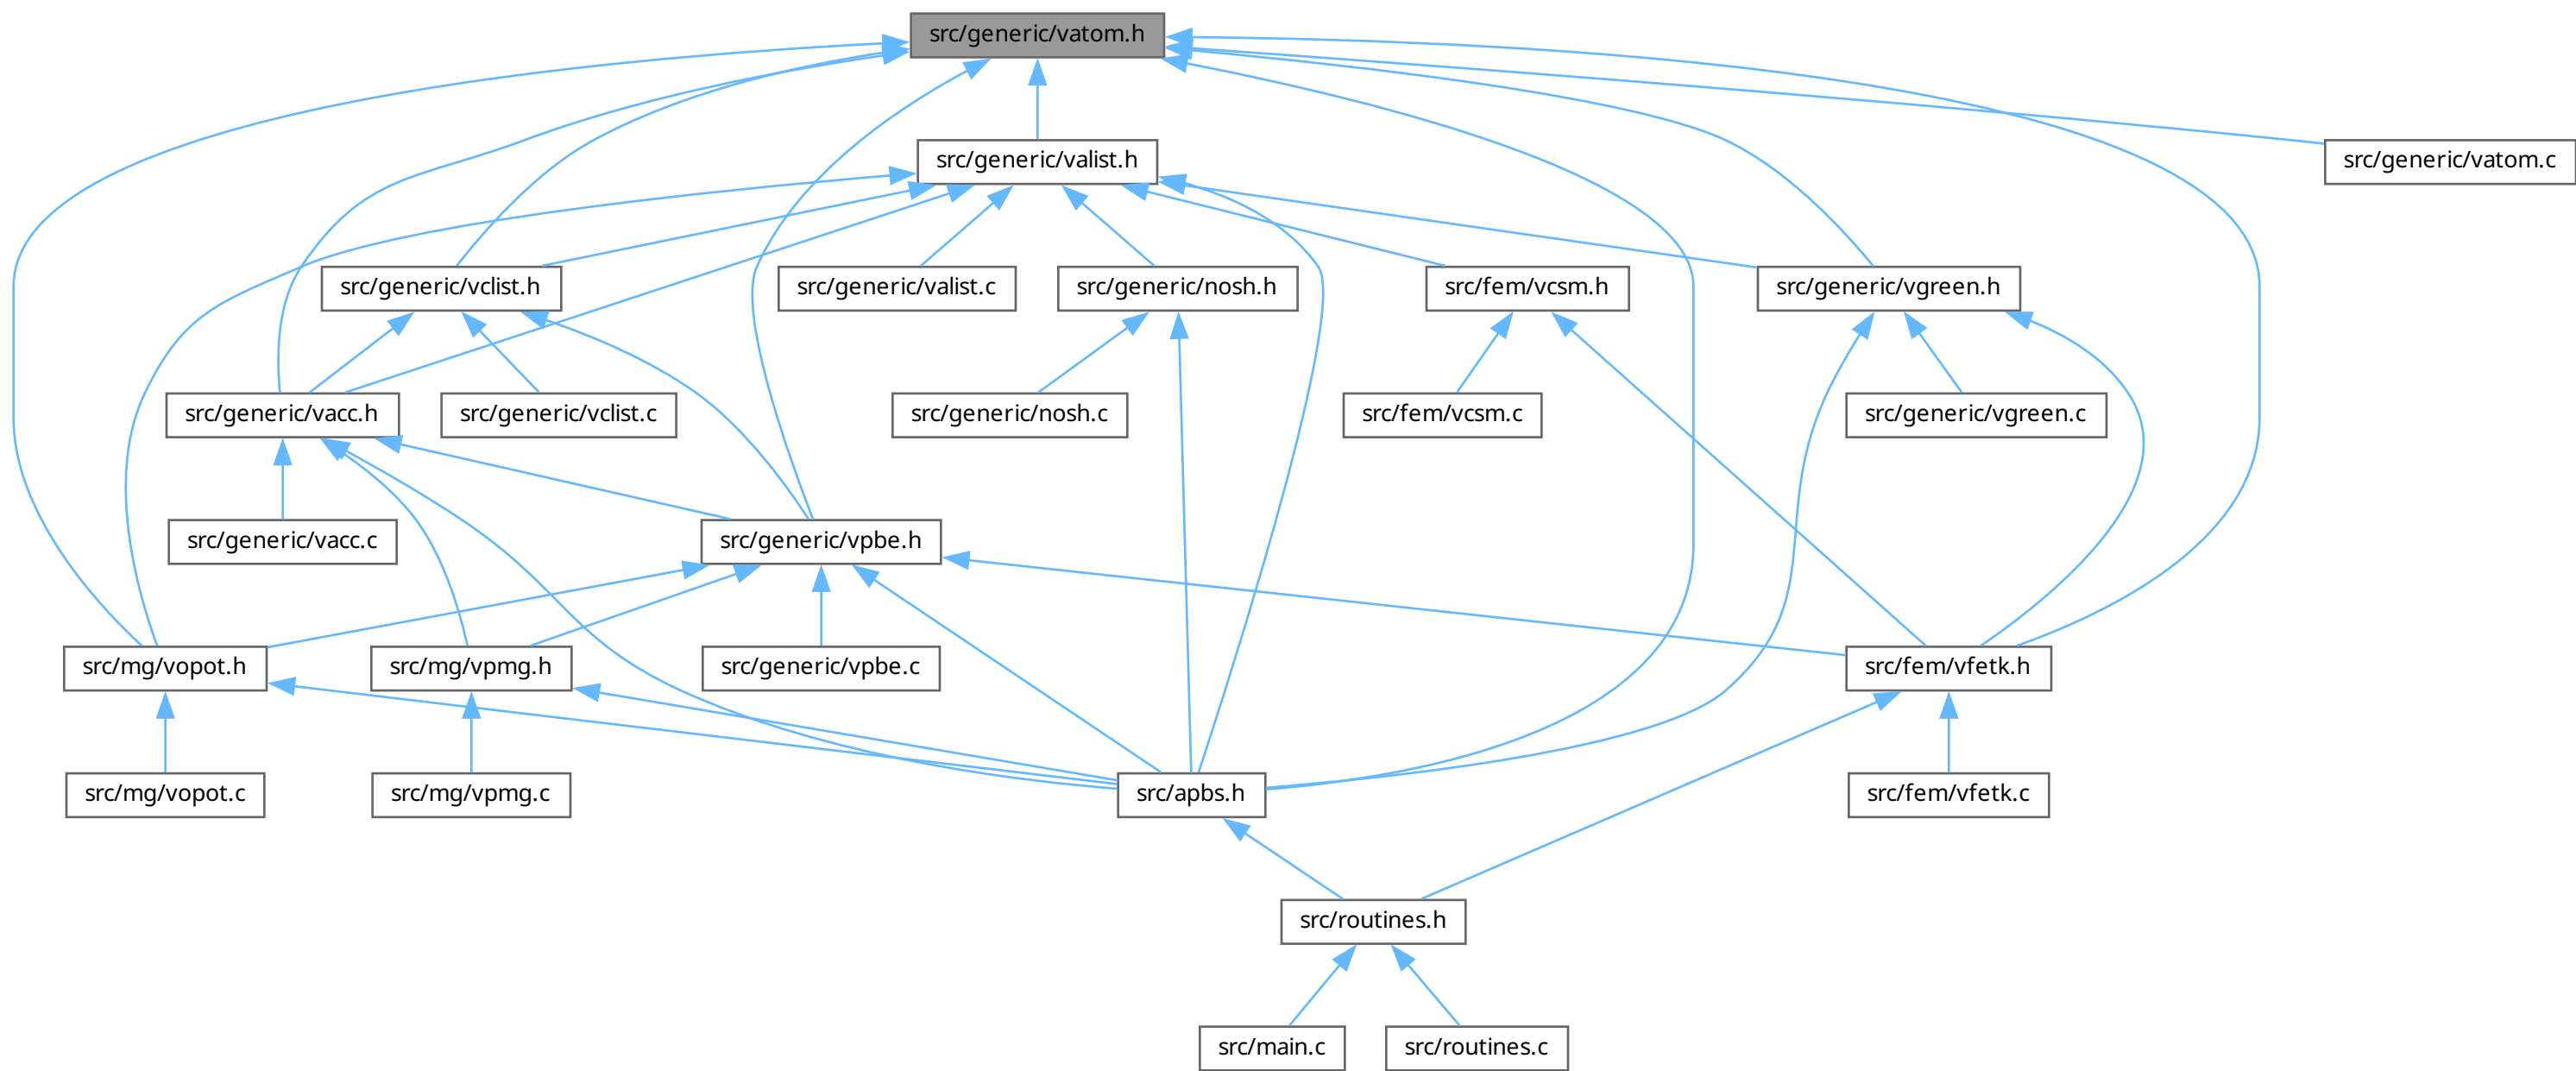 src/generic/vatom.h
src/generic/valist.h
src/generic/vatom.c
src/generic/vclist.h
src/generic/valist.c
src/generic/nosh.h
src/fem/vcsm.h
src/generic/vgreen.h
src/generic/vacc.h
src/generic/vclist.c
src/generic/nosh.c
src/fem/vcsm.c
src/generic/vgreen.c
src/generic/vacc.c
src/generic/vpbe.h
src/mg/vopot.h
src/mg/vpmg.h
src/generic/vpbe.c
src/fem/vfetk.h
src/mg/vopot.c
src/mg/vpmg.c
src/apbs.h
src/fem/vfetk.c
src/routines.h
src/main.c
src/routines.c